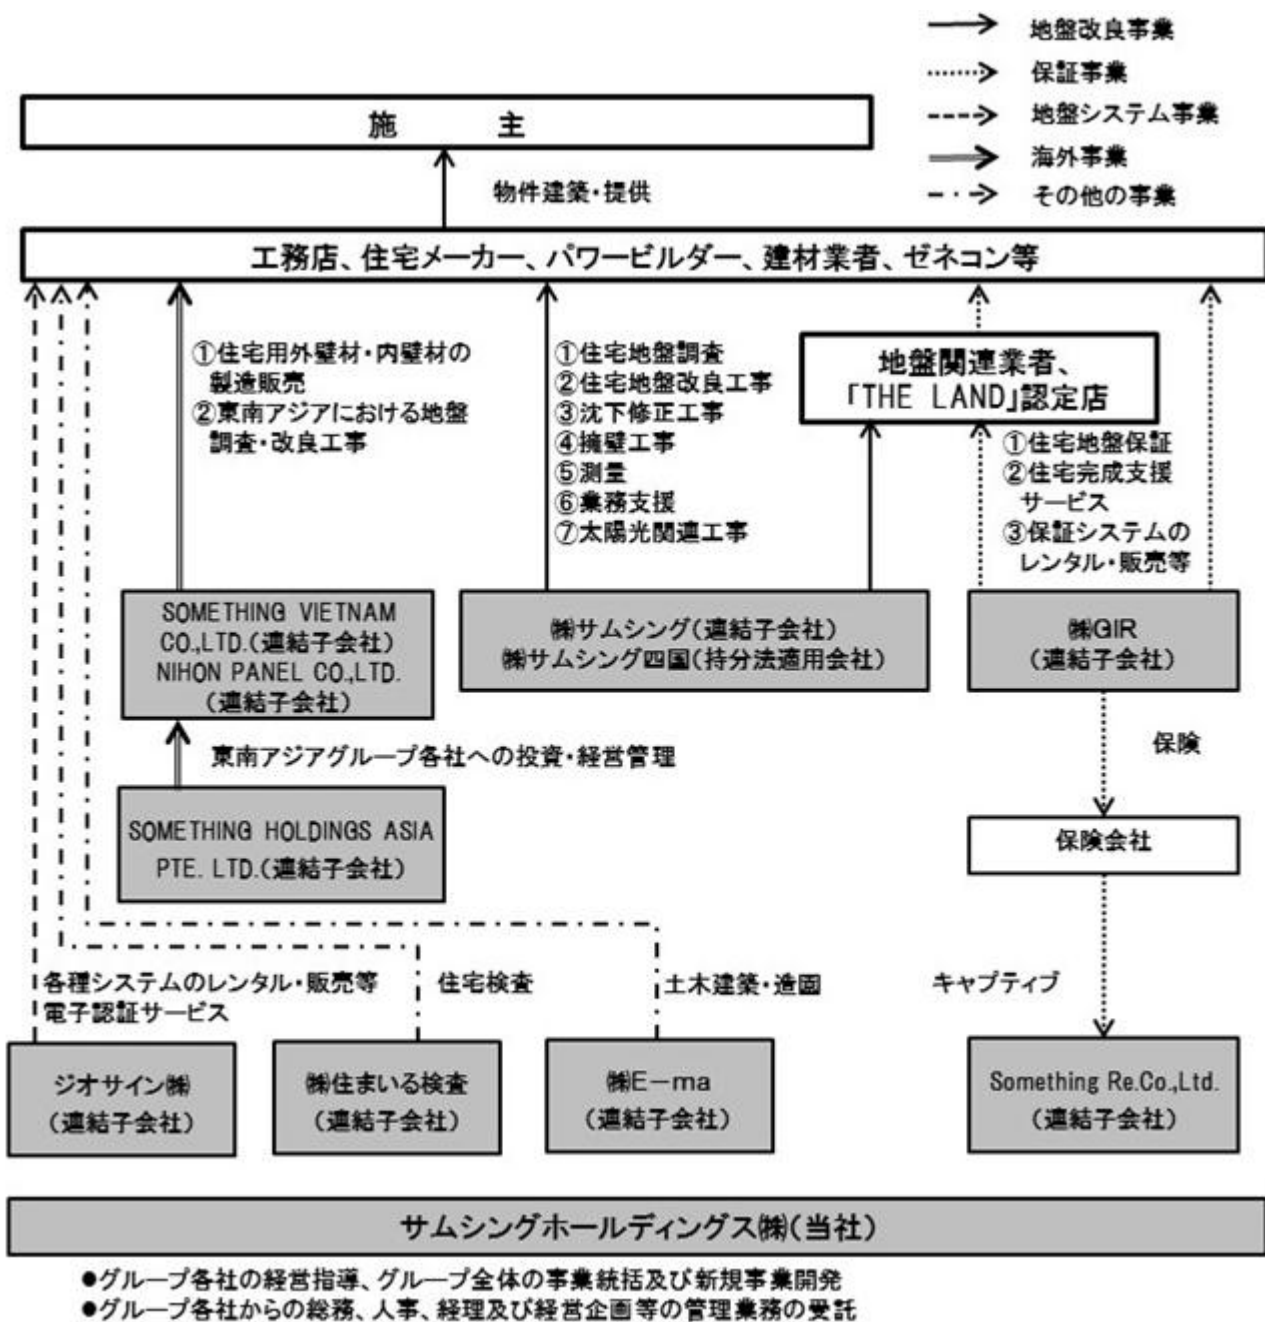 地盤改良事業
保証事業
地盤システム事業
海外事業
その他の事業
施 主
物件建築・提供
工務店、住宅メーカー、パワービルダー、建材業者、ゼネコン等
①住宅用外壁材・内壁材の
製造販売
②東南アジアにおける地盤
調査・改良工事
①住宅地盤調査
②住宅地盤改良工事
③沈下修正工事
④擁壁工事
⑤測量
⑥業務支援
⑦太陽光関連工事
地盤関連業者、
「THE LAND」認定店
①住宅地盤保証
②住宅完成支援
サービス
③保証システムの
レンタル・販売等
SOMETHING VIETNAM
CO.,LTD.(連結子会社)
NIHON PANEL CO.,LTD.
(連結子会社)
㈱サムシング(連結子会社)
㈱サムシング四国(持分法適用会社)
㈱GIR
(連結子会社)
東南アジアグループ各社への投資・経営管理
保険
SOMETHING HOLDINGS ASIA
PTE. LTD.(連結子会社)
保険会社
各種システムのレンタル・販売等
電子認証サービス
住宅検査
土木建築・造園
キャプティブ
ジオサイン㈱
(連結子会社)
㈱住まいる検査
(連結子会社)
㈱E-ma
(連結子会社)
Something Re.Co.,Ltd.
(連結子会社)
サムシングホールディングス㈱(当社)
●グループ各社の経営指導、グループ全体の事業統括及び新規事業開発
●グループ各社からの総務、人事、経理及び経営企画等の管理業務の受託